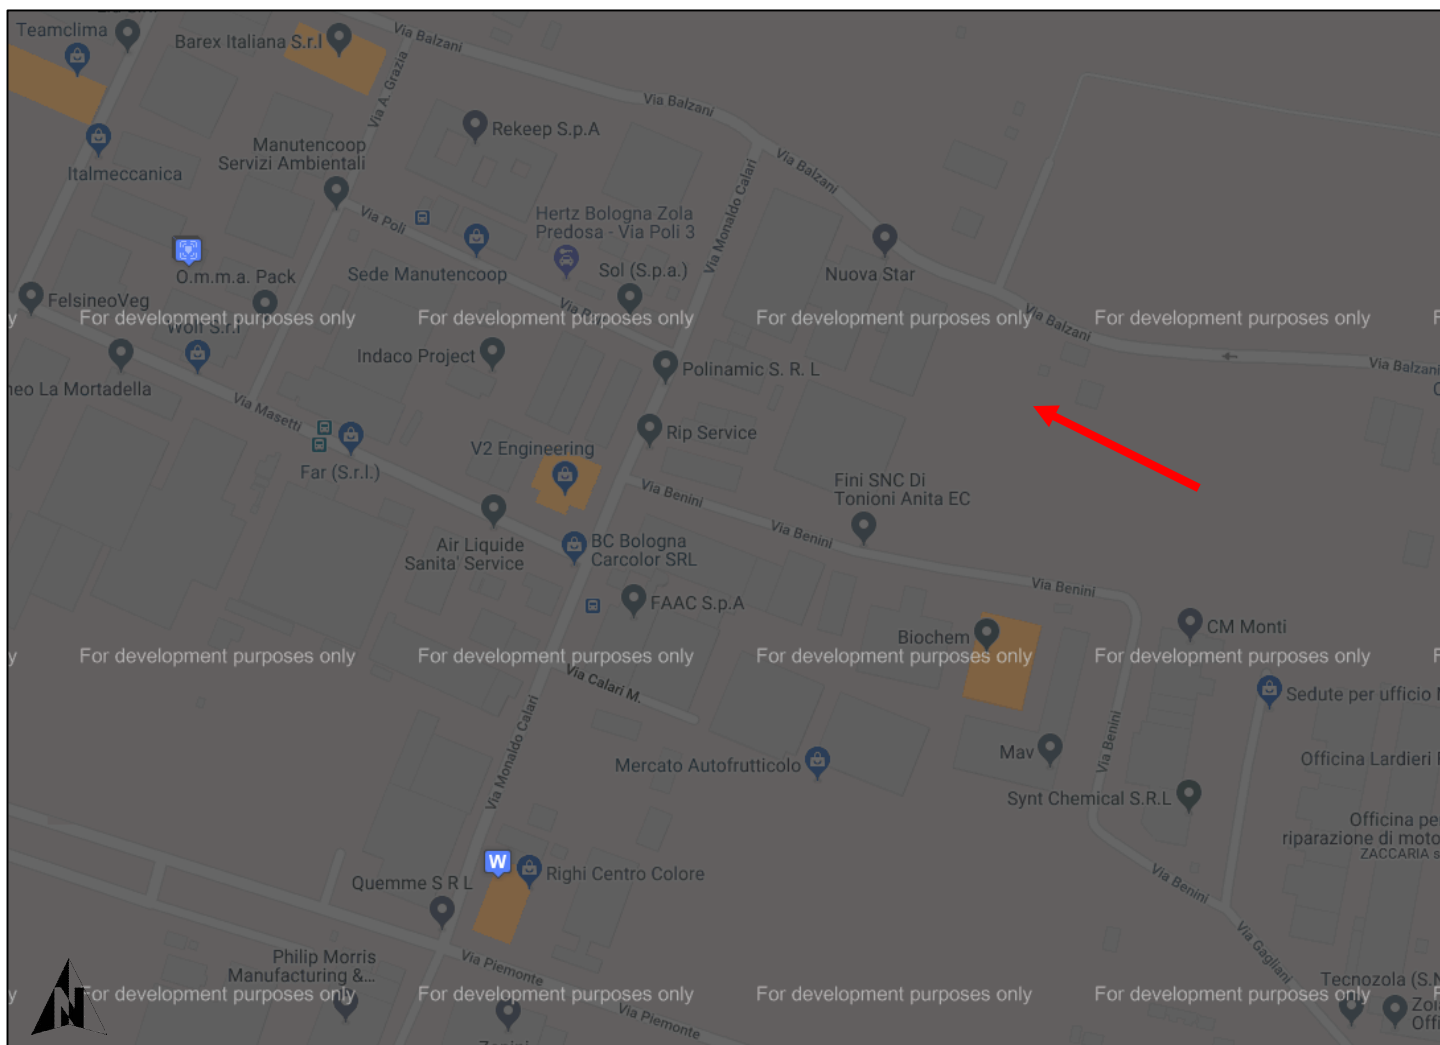 Teamclima
Barex Italiana S.r.l
Via Balzani
Via A. Grazia
Via Balzani
Rekeep S.p.A
Manutencoop
Servizi Ambientali
Italmeccanica
Via Balzani
Via Monaldo Calari
Via Poli
Hertz Bologna Zola
Predosa - Via Poli 3
Sede Manutencoop
Sol (S.p.a.)
Nuova Star
O.m.m.a. Pack
FelsineoVeg
y
For development purposes only
For development purposes only
For development purposes only
For development purposes only
F
Wolf S.r.l
Via Balzani
Indaco Project
Polinamic S. R. L
Via Balzani
neo La Mortadella
Via Masetti
Rip Service
V2 Engineering
Far (S.r.l.)
Via Benini
Fini SNC Di
Tonioni Anita EC
Via Benini
Air Liquide
Sanita' Service
BC Bologna
Carcolor SRL
FAAC S.p.A
Via Benini
CM Monti
Biochem
y
For development purposes only
For development purposes only
For development purposes only
For development purposes only
F
Via Calari M.
Sedute per ufficio
Via Monaldo Calari
Via Benini
Mercato Autofrutticolo
Mav
Officina Lardieri
Synt Chemical S.R.L
Officina pe
riparazione di moto
ZACCARIA s
W
Righi Centro Colore
Quemme S R L
Via Benini
Via Gagliani
Philip Morris
Manufacturing &...
Via Piemonte
Tecnozola (S.N
N
y
For development purposes only
For development purposes only
For development purposes only
For development purposes only
F
Zola
Offi
Via Piemonte